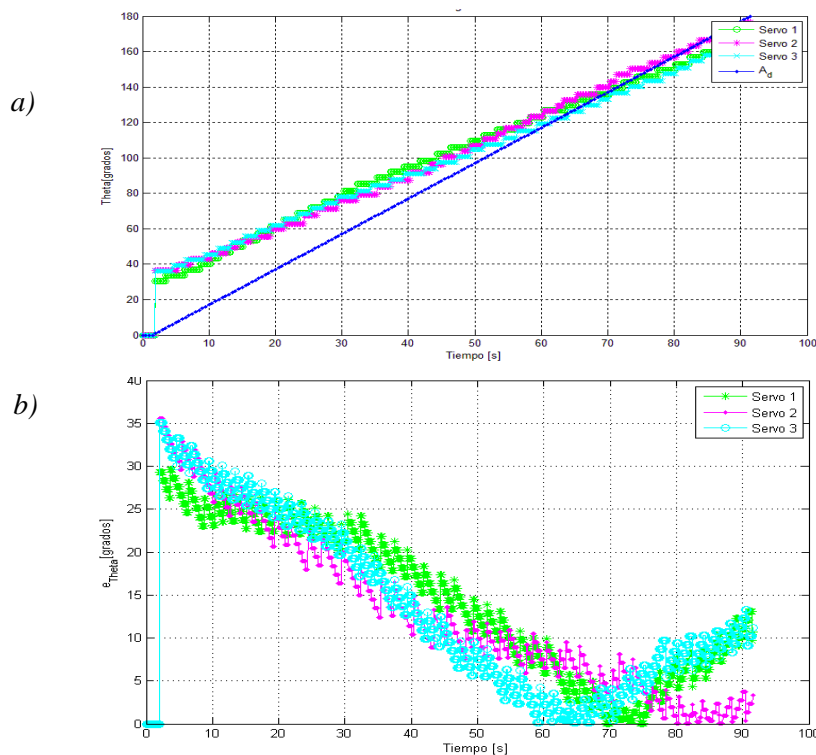 a)
Theta[grados]
180
160
140
120
100
80
60
40
20
0
0 10 20 30 40 50 60 70 80 90 100
Tiempo [s]
Servo 1
Servo 2
Servo 3
A_d
b)
e_Theta[grados]
40
35
30
25
20
15
10
5
0
0 10 20 30 40 50 60 70 80 90 100
Tiempo [s]
Servo 1
Servo 2
Servo 3